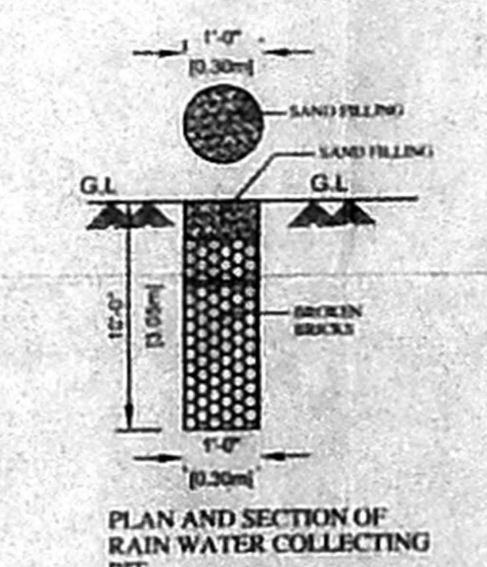 1'-0"
[0.30m]
SAND FILLING
SAND FILLING
G.L
G.L
10'-0"
[3.05m]
BROKEN
BRICKS
1'-0"
[0.30m]
PLAN AND SECTION OF
RAIN WATER COLLECTING
PIT